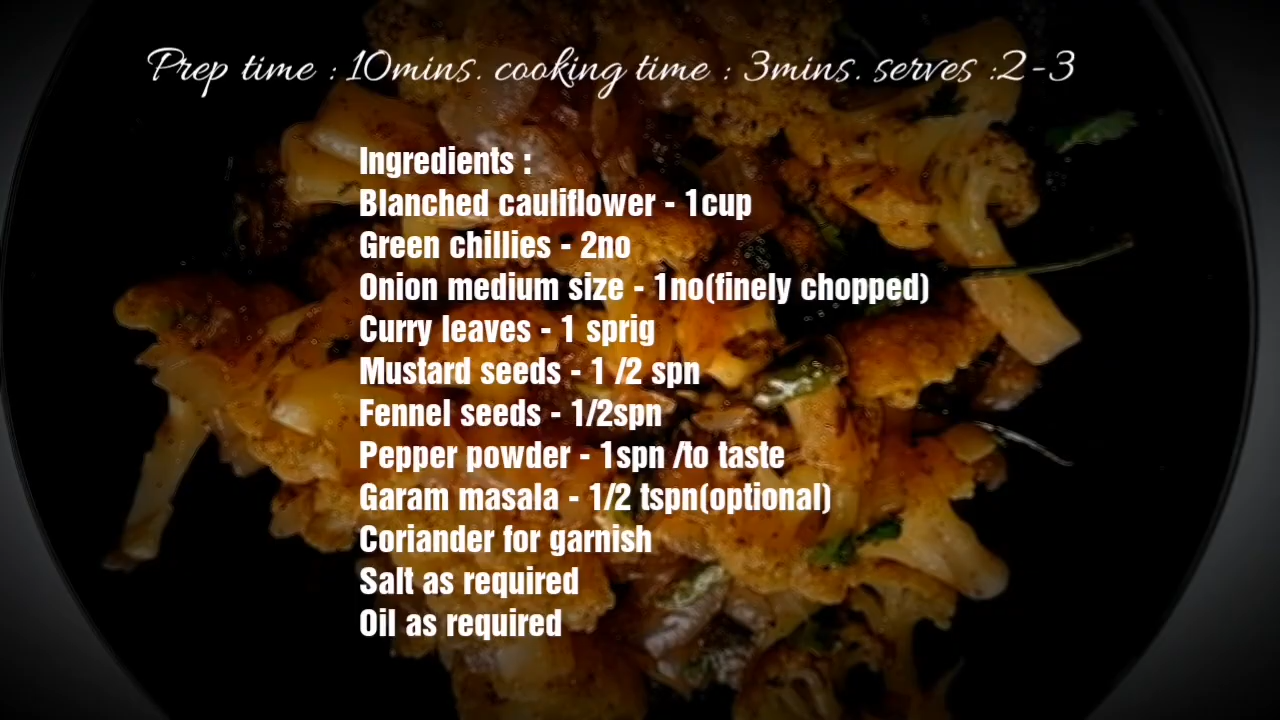 Prep time : 10mins. cooking time : 3mins. serves :2-3
Ingredients :
Blanched cauliflower - 1cup
Green chillies - 2no
Onion medium size - 1no(finely chopped)
Curry leaves - 1 sprig
Mustard seeds - 1 /2 spn
Fennel seeds - 1/2spn
Pepper powder - 1spn /to taste
Garam masala - 1/2 tspn(optional)
Coriander for garnish
Salt as required
Oil as required